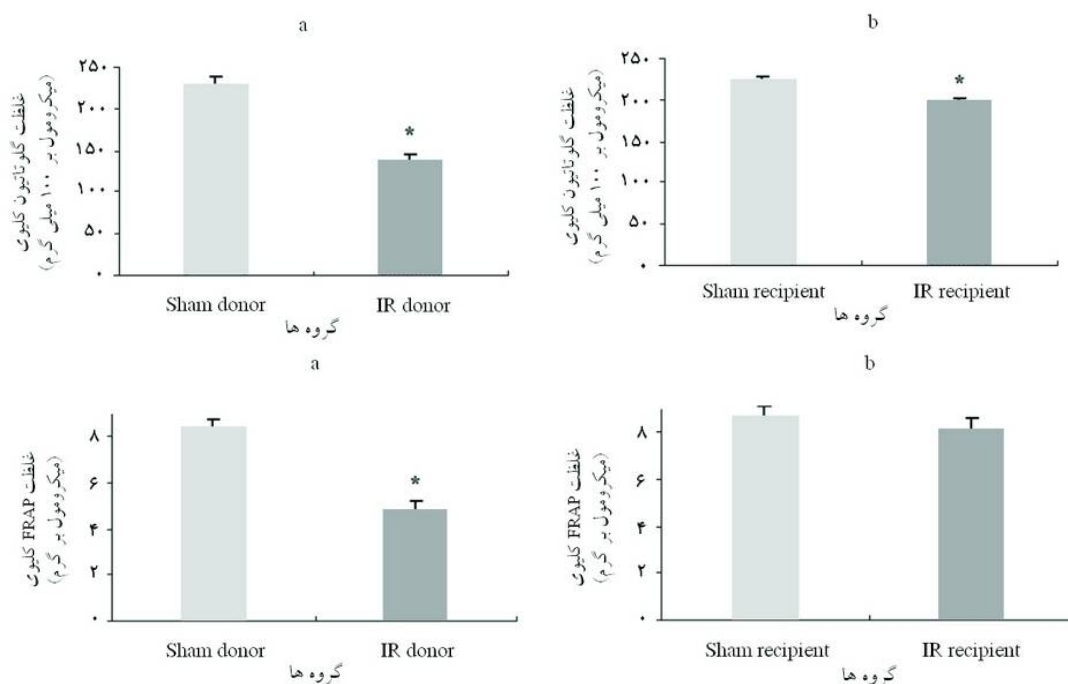 a
غلظت گلوتاتیون کلیوی
(میکرومول بر ۱۰۰ میلی گرم)
۲۵۰
۲۰۰
۱۵۰
۱۰۰
۵۰
۰
*
Sham donor IR donor
گروه ها
b
غلظت گلوتاتیون کلیوی
(میکرومول بر ۱۰۰ میلی گرم)
۲۵۰
۲۰۰
۱۵۰
۱۰۰
۵۰
۰
*
Sham recipient IR recipient
گروه ها
a
غلظت FRAP کلیوی
(میکرومول بر گرم)
۸
۶
۴
۲
۰
*
Sham donor IR donor
گروه ها
b
غلظت FRAP کلیوی
(میکرومول بر گرم)
۸
۶
۴
۲
۰
Sham recipient IR recipient
گروه ها